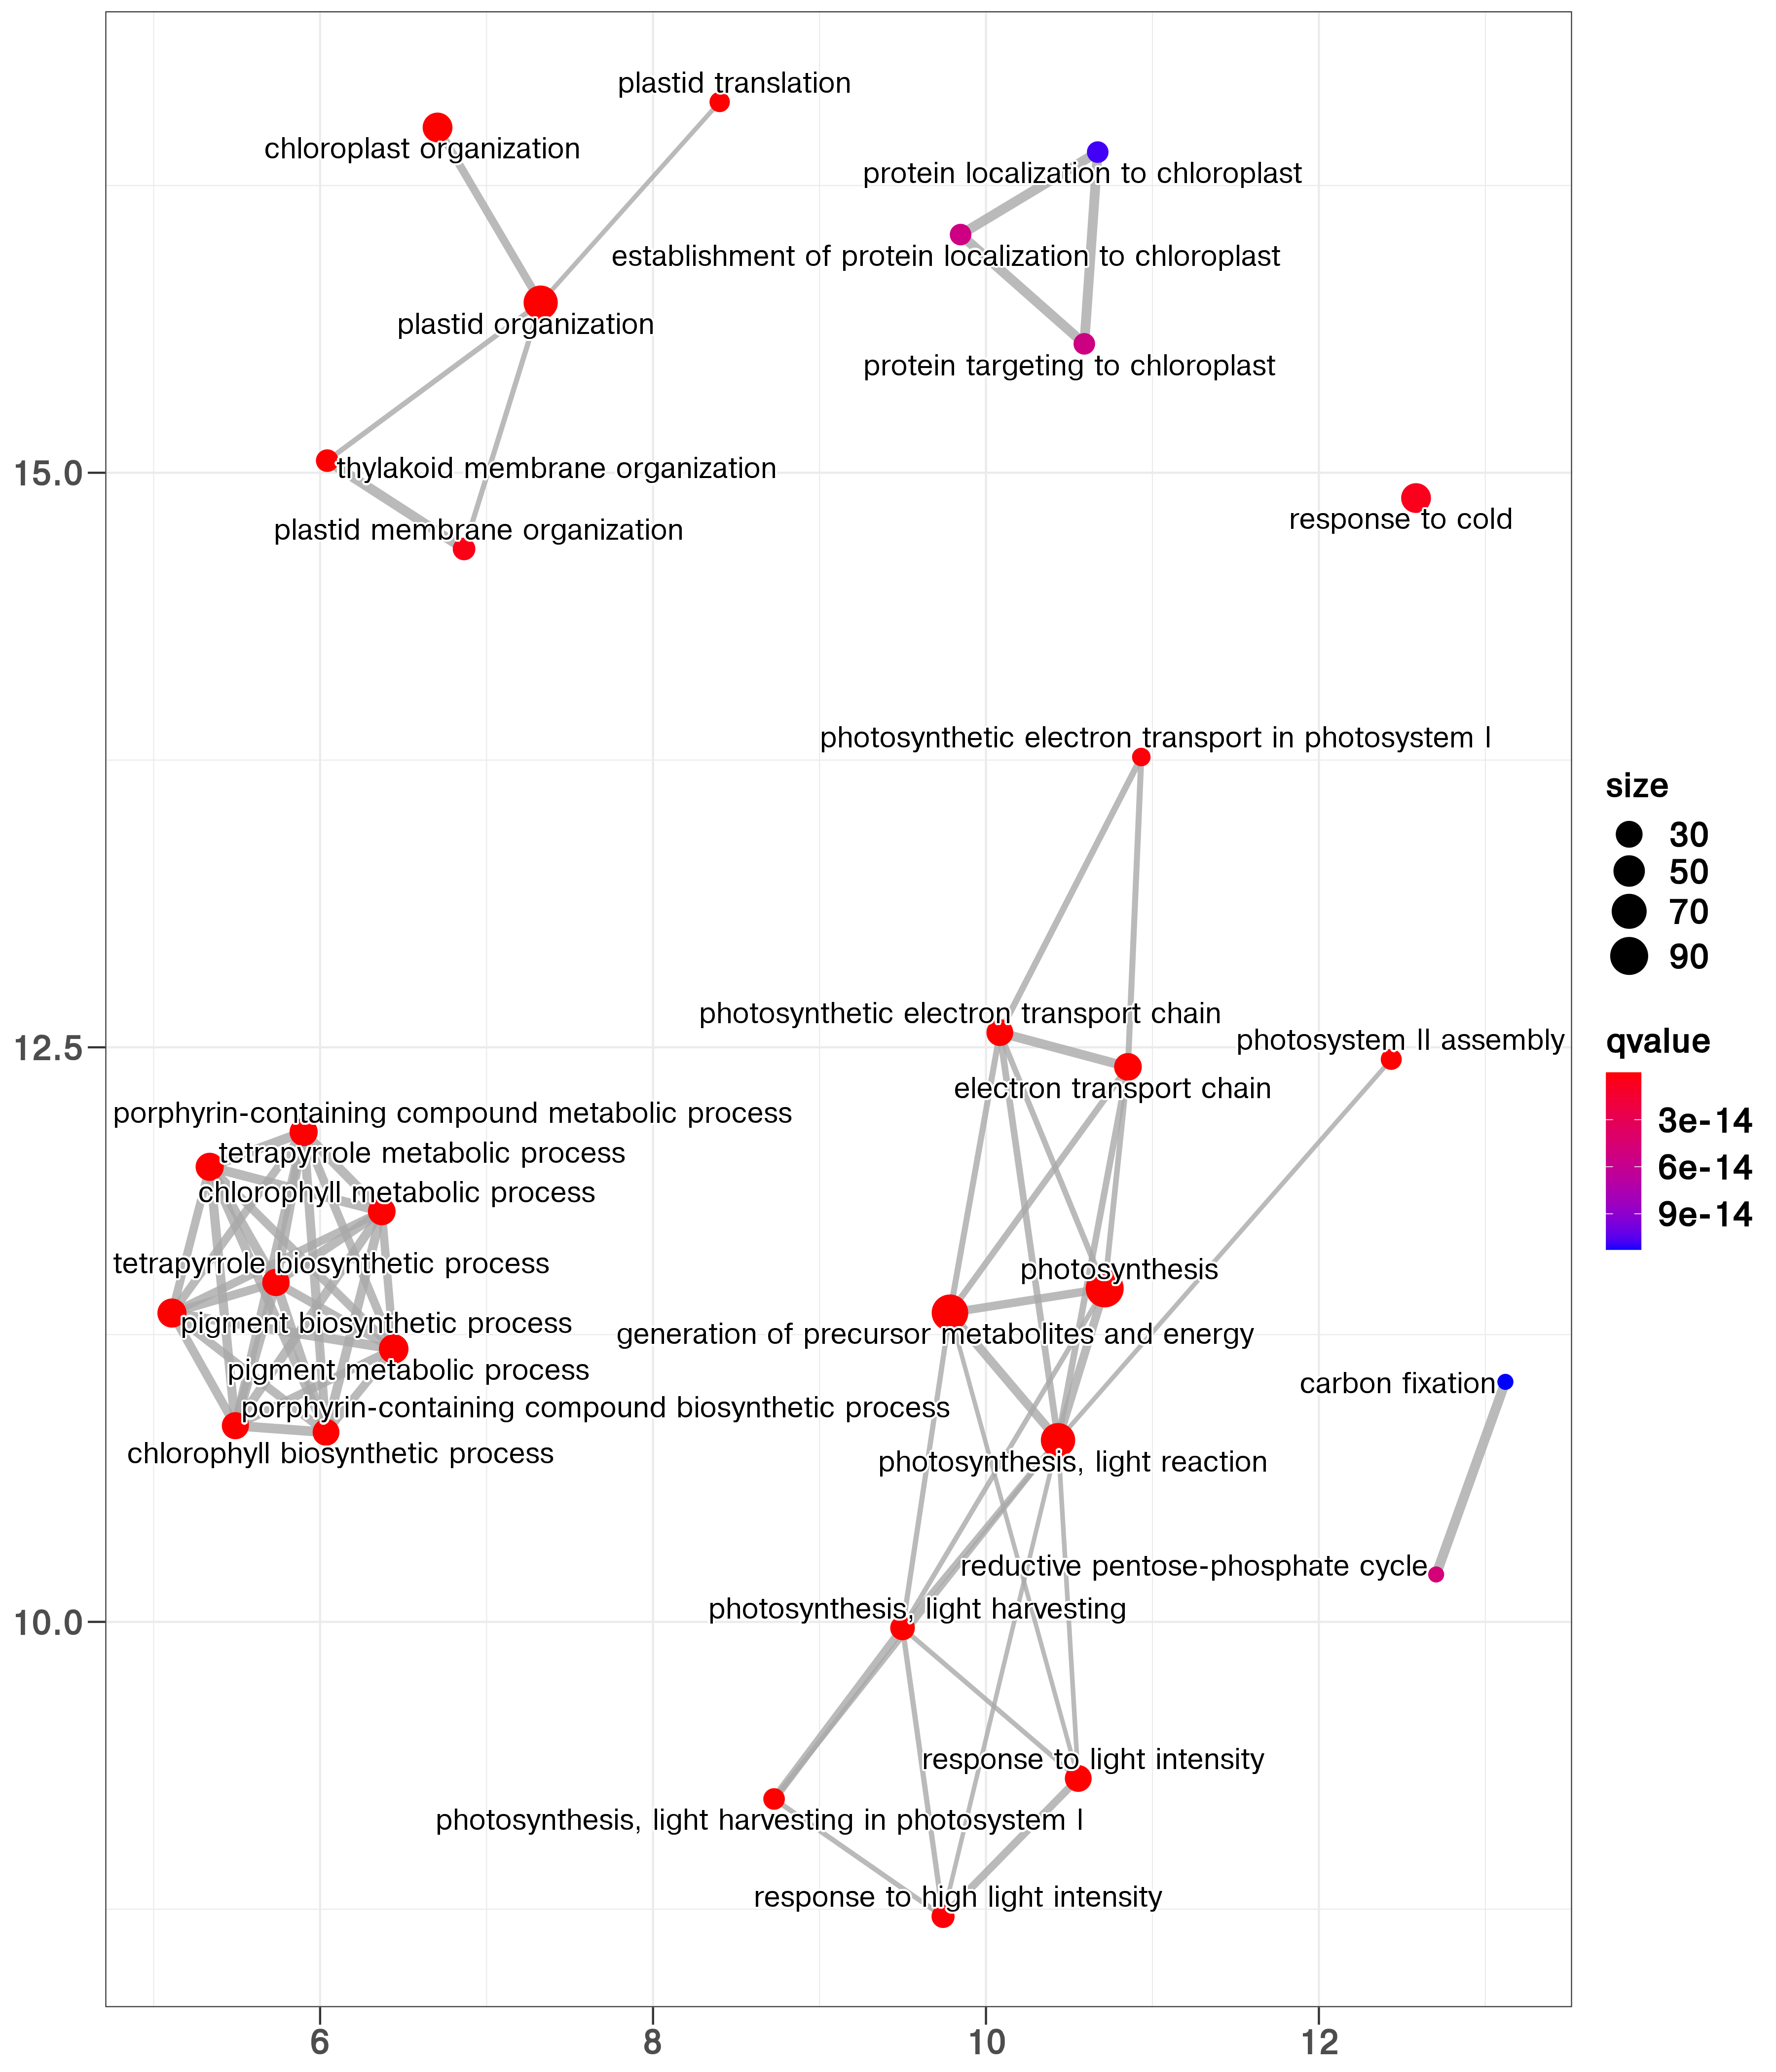 plastid translation
chloroplast organization
protein localization to chloroplast
establishment of protein localization to chloroplast
plastid organization
protein targeting to chloroplast
15.0
thylakoid membrane organization
plastid membrane organization
response to cold
photosynthetic electron transport in photosystem I
size
30
50
70
90
photosynthetic electron transport chain
12.5
photosystem II assembly
qvalue
electron transport chain
3e-14
6e-14
9e-14
porphyrin-containing compound metabolic process
tetrapyrrole metabolic process
chlorophyll metabolic process
tetrapyrrole biosynthetic process
photosynthesis
pigment biosynthetic process
generation of precursor metabolites and energy
pigment metabolic process
carbon fixation
porphyrin-containing compound biosynthetic process
chlorophyll biosynthetic process
photosynthesis, light reaction
reductive pentose-phosphate cycle
photosynthesis, light harvesting
10.0
response to light intensity
photosynthesis, light harvesting in photosystem I
response to high light intensity
6
8
10
12